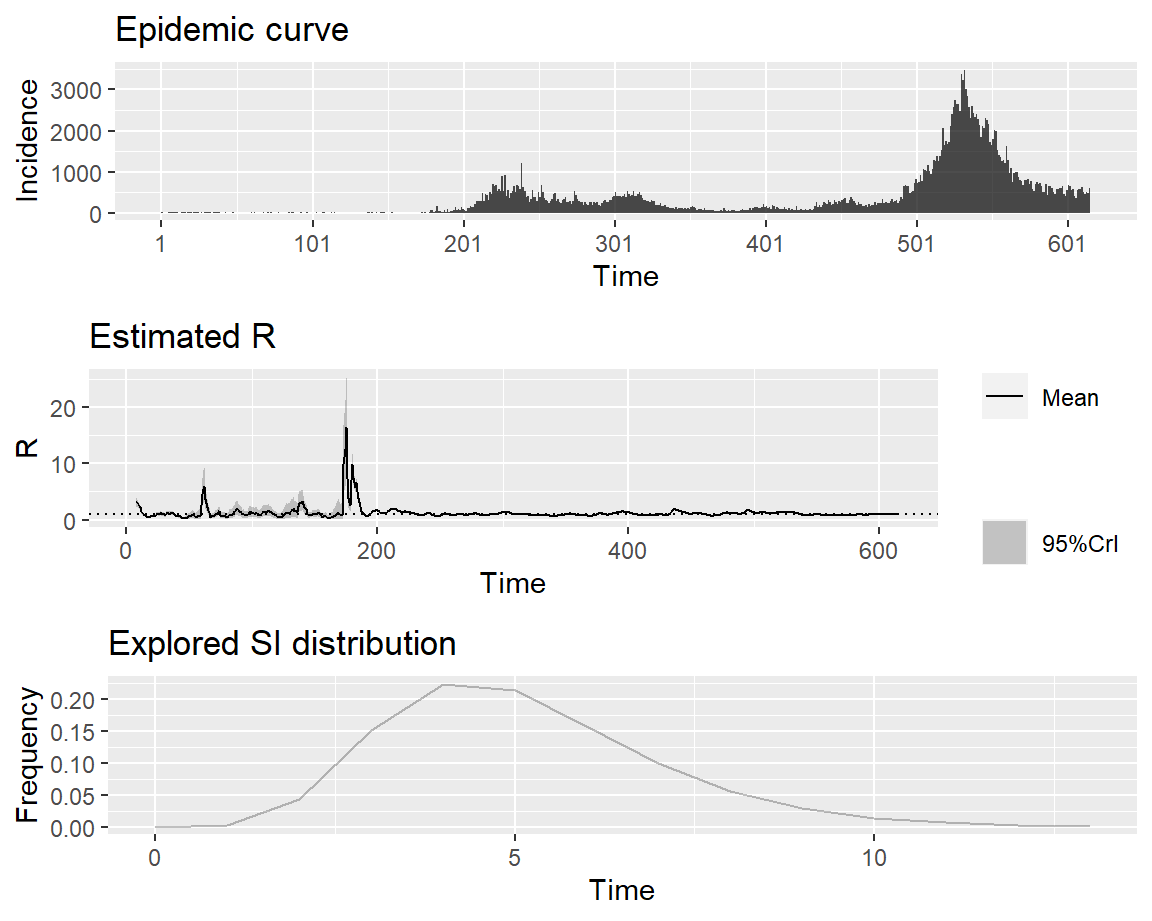 Epidemic curve
Incidence
3000
2000
1000
0
1 101 201 301 401 501 601
Time
Estimated R
R
20
10
0
0 200 400 600
Time
Mean
95%CrI
Explored SI distribution
Frequency
0.20
0.15
0.10
0.05
0.00
0 5 10
Time